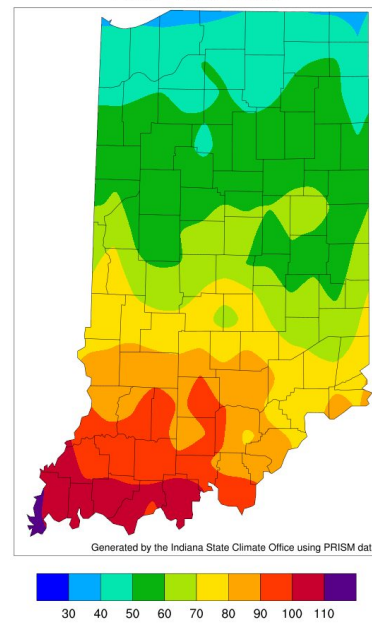 Generated by the Indiana State Climate Office using PRISM dat
30 40 50 60 70 80 90 100 110